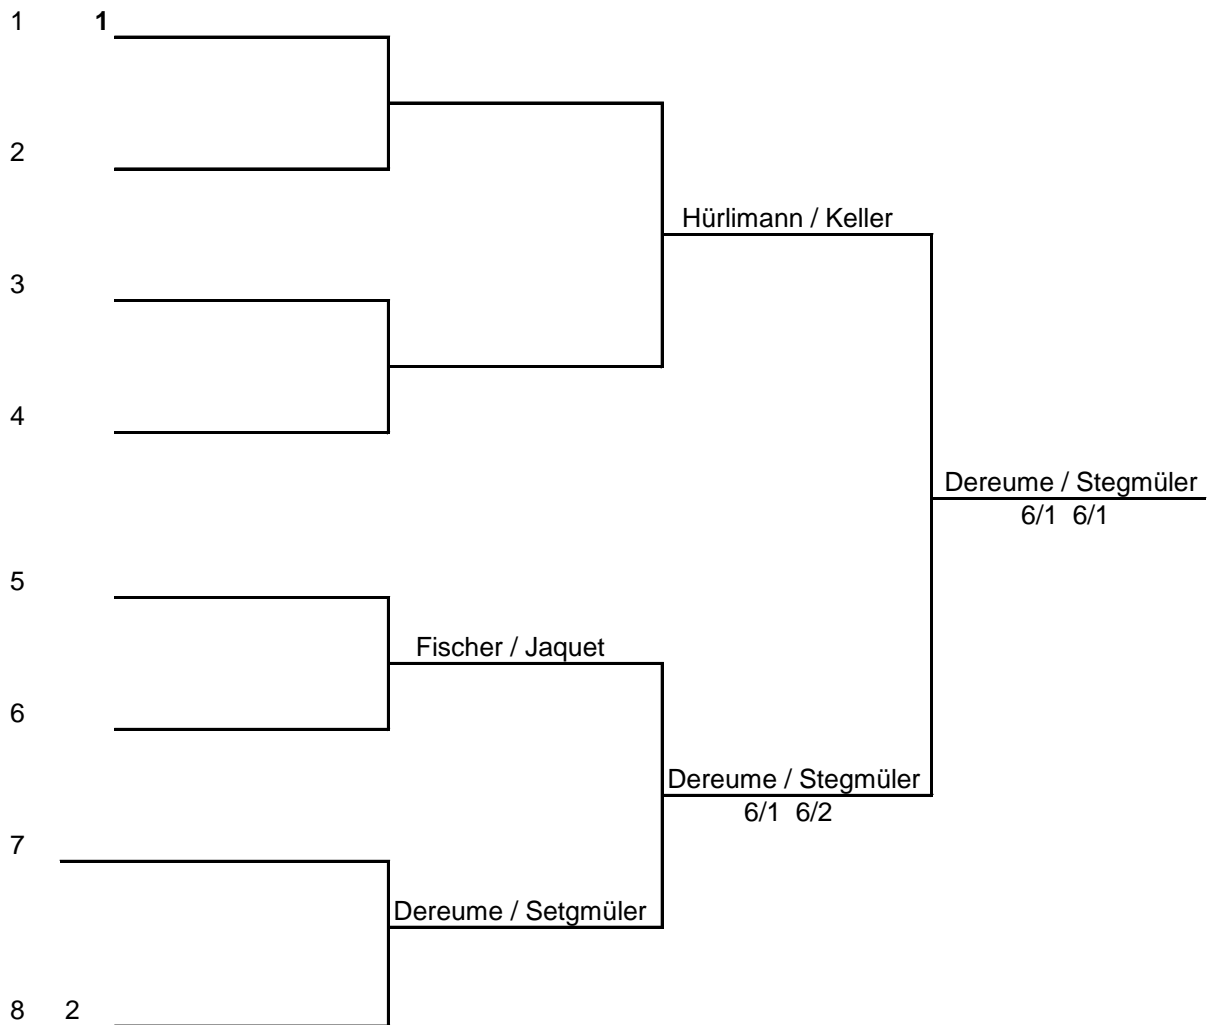 1 1
2
Hürlimann / Keller
3
4
Dereume / Stegmüler
6/1 6/1
5
Fischer / Jaquet
6
Dereume / Stegmüler
6/1 6/2
7
Dereume / Setgmüler
8 2